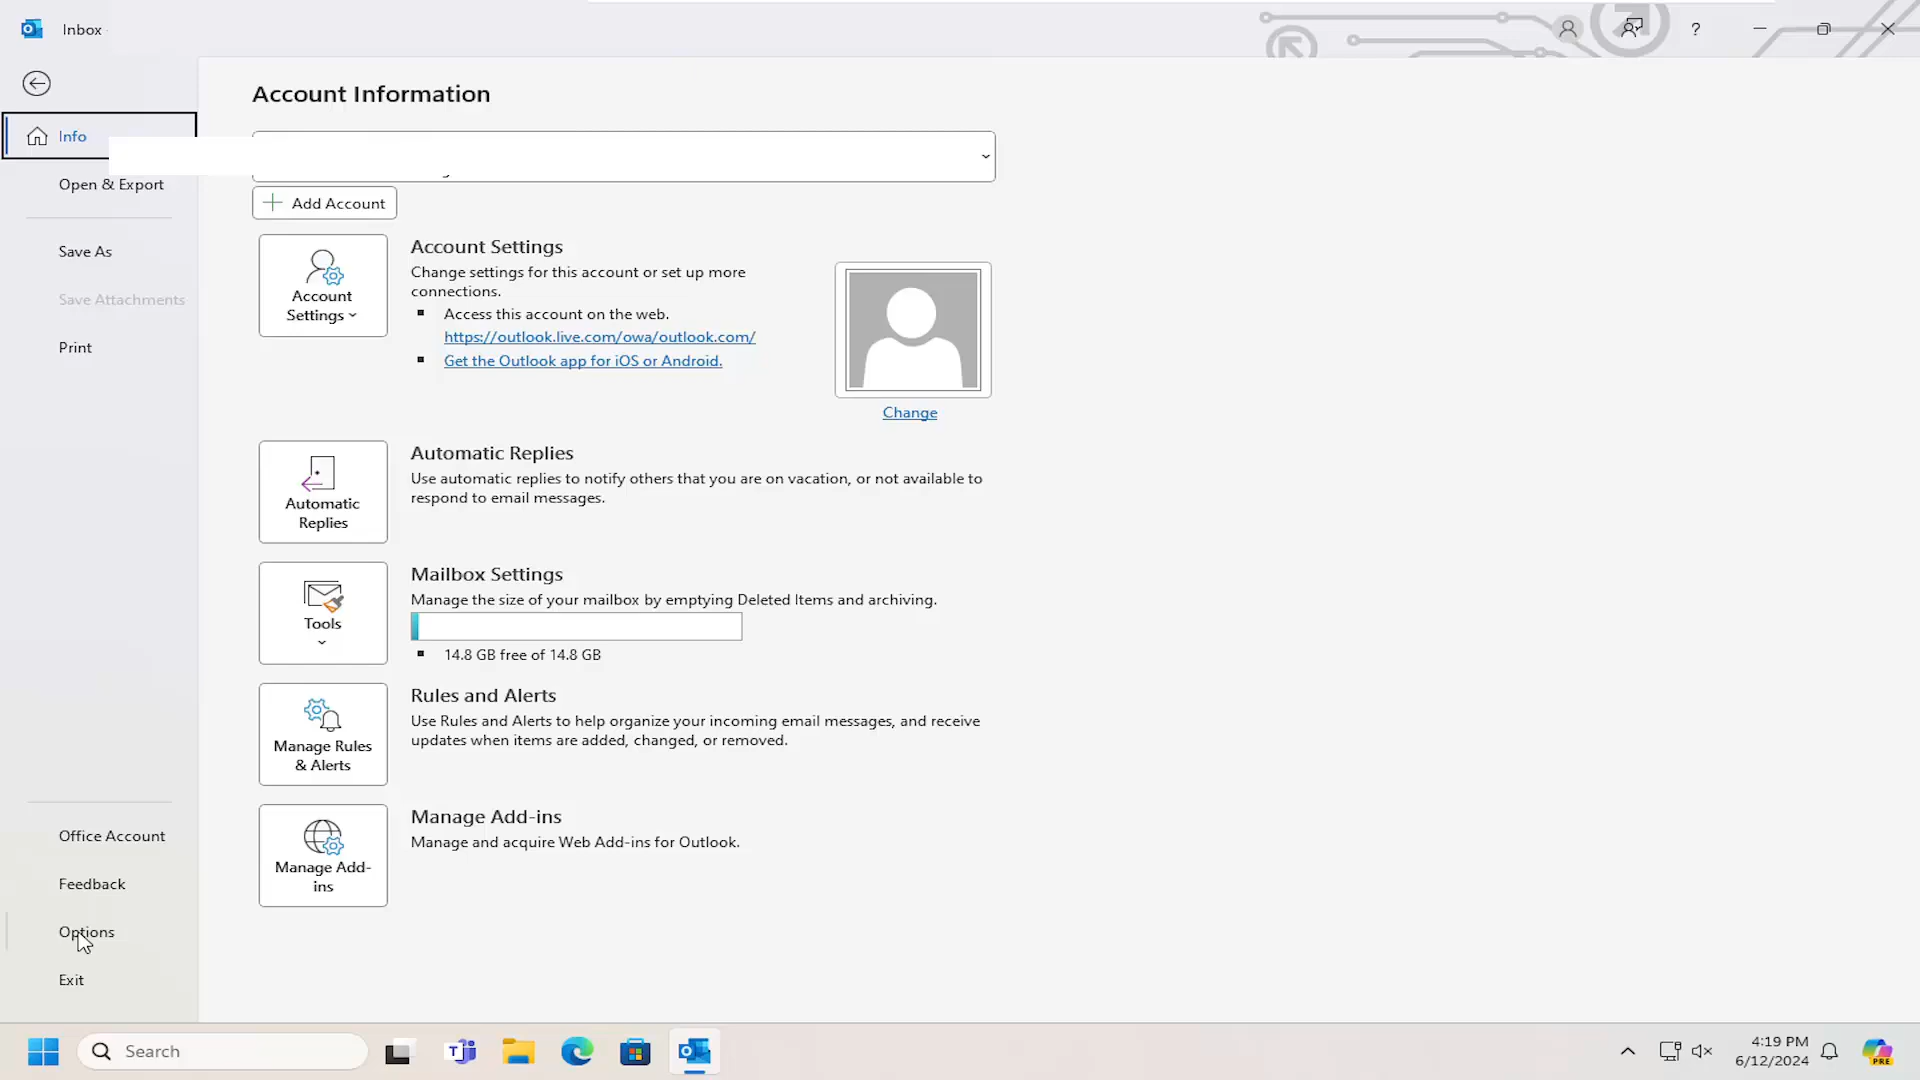 Inbox
?
Account Information
Info
Open & Export
Add Account
Account Settings
Change settings for this account or set up more
connections.
Account
Settings
Access this account on the web.
https://outlook.live.com/owa/outlook.com/
Get the Outlook app for iOS or Android.
Change
Save As
Save Attachments
Print
Automatic Replies
Use automatic replies to notify others that you are on vacation, or not available to
respond to email messages.
Automatic
Replies
Mailbox Settings
Manage the size of your mailbox by emptying Deleted Items and archiving.
Tools
14.8 GB free of 14.8 GB
Rules and Alerts
Use Rules and Alerts to help organize your incoming email messages, and receive
updates when items are added, changed, or removed.
Manage Rules
& Alerts
Manage Add-ins
Manage and acquire Web Add-ins for Outlook.
Manage Add-
ins
Office Account
Feedback
Options
Exit
Search
4:19 PM
6/12/2024
PRE